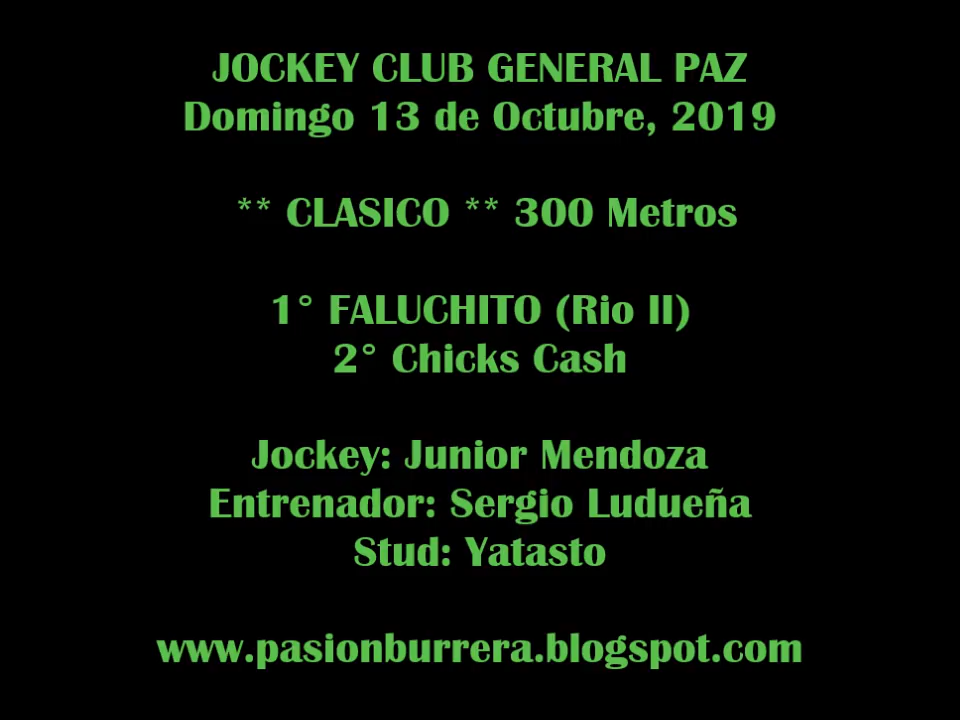 JOCKEY CLUB GENERAL PAZ
Domingo 13 de Octubre, 2019
** CLASICO ** 300 Metros
1° FALUCHITO (Rio II)
2° Chicks Cash
Jockey: Junior Mendoza
Entrenador: Sergio Ludueña
Stud: Yatasto
www.pasionburrera.blogspot.com